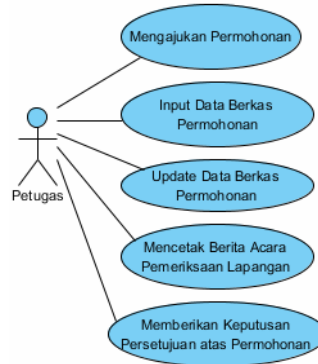 Mengajukan Permohonan
Input Data Berkas
Permohonan
Update Data Berkas
Permohonan
Petugas
Mencetak Berita Acara
Pemeriksaan Lapangan
Memberikan Keputusan
Persetujuan atas Permohonan